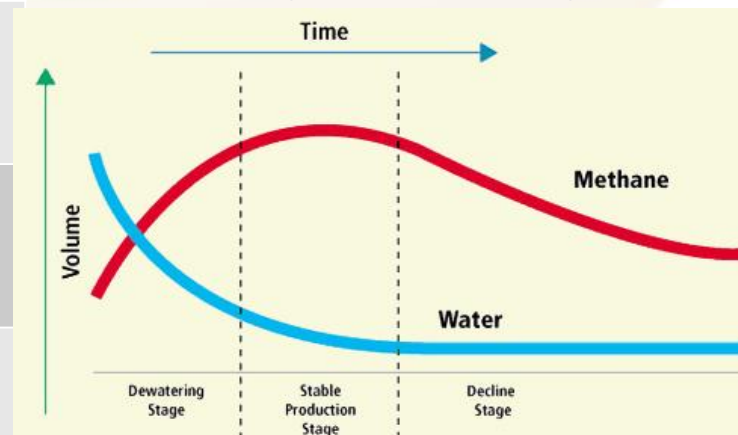 Time
Volume
Methane
Water
Dewatering
Stage
Stable
Production
Stage
Decline
Stage